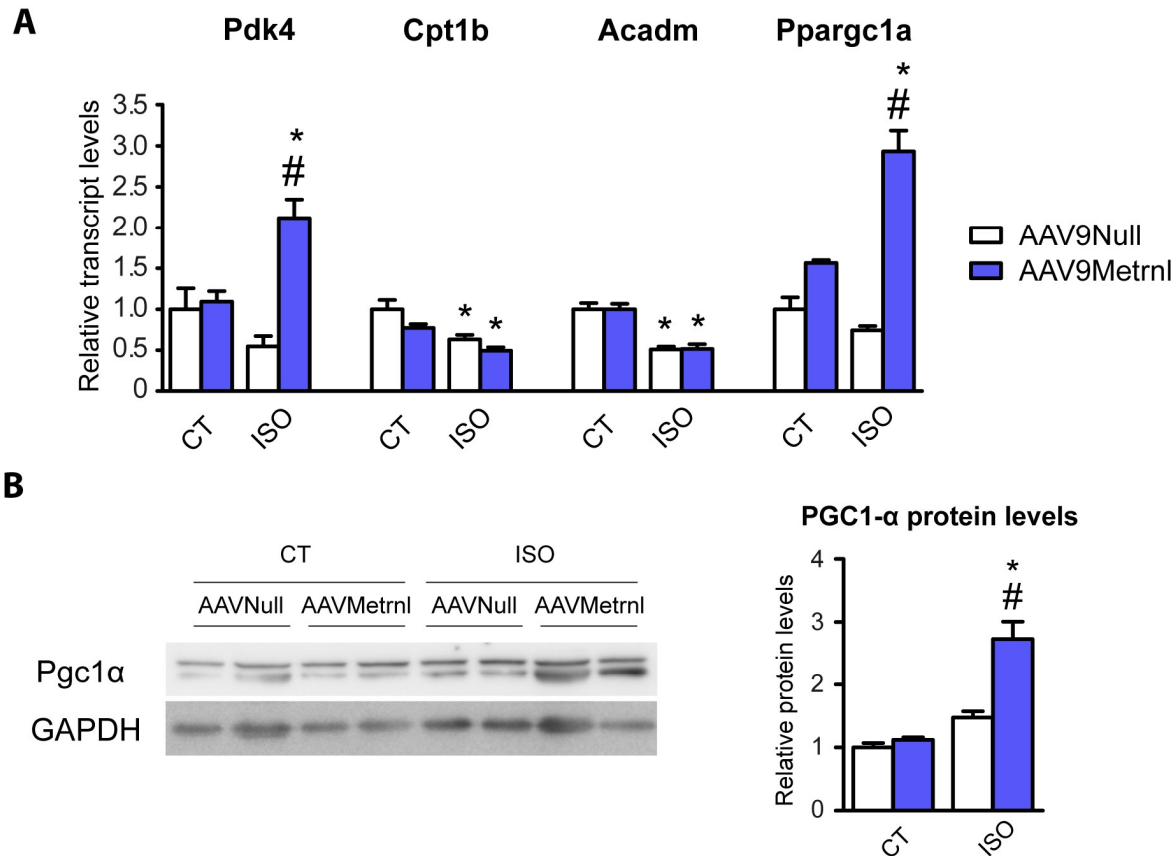 A
Pdk4 Cpt1b Acadm Ppargc1a
Relative transcript levels
3.5
3.0
2.5
2.0
1.5
1.0
0.5
0
*
#
* *
* *
*
#
CT ISO CT ISO CT ISO CT ISO
AAV9Null
AAV9Metrnl
B
CT ISO
AAVNull AAVMetrnl AAVNull AAVMetrnl
Pgc1α
GAPDH
PGC1-α protein levels
Relative protein levels
4
3
2
1
0
*
#
CT ISO